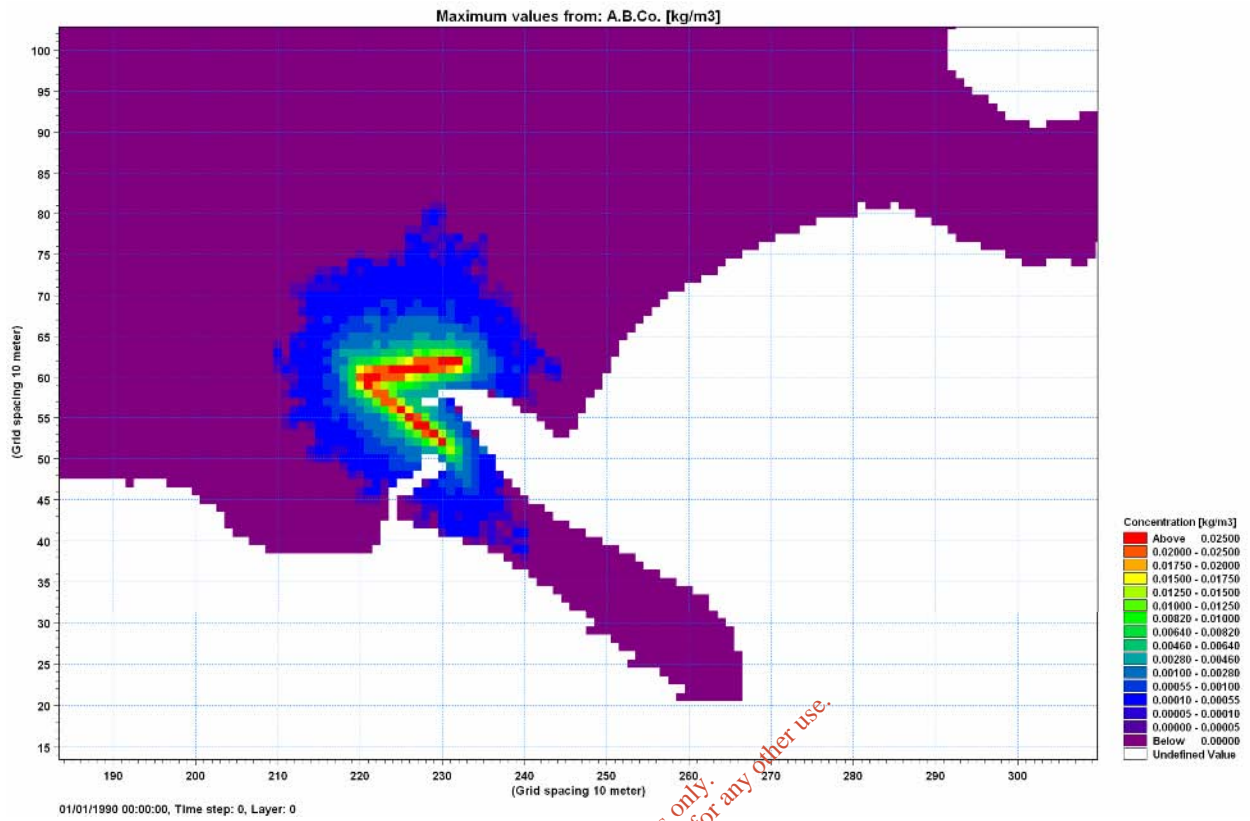 Maximum values from: A.B.Co. [kg/m3]
100
95
90
85
80
75
70
65
60
55
50
45
40
35
30
25
20
15
(Grid spacing 10 meter)
190 200 210 220 230 240 250 260 270 280 290 300
(Grid spacing 10 meter)
01/01/1990 00:00:00, Time step: 0, Layer: 0
Concentration [kg/m3]
Above 0.02500
0.02000 - 0.02500
0.01750 - 0.02000
0.01500 - 0.01750
0.01250 - 0.01500
0.01000 - 0.01250
0.00820 - 0.01000
0.00640 - 0.00820
0.00460 - 0.00640
0.00280 - 0.00460
0.00100 - 0.00280
0.00055 - 0.00100
0.00010 - 0.00055
0.00005 - 0.00010
0.00000 - 0.00005
Below 0.00000
Undefined Value
only.
for any other use.